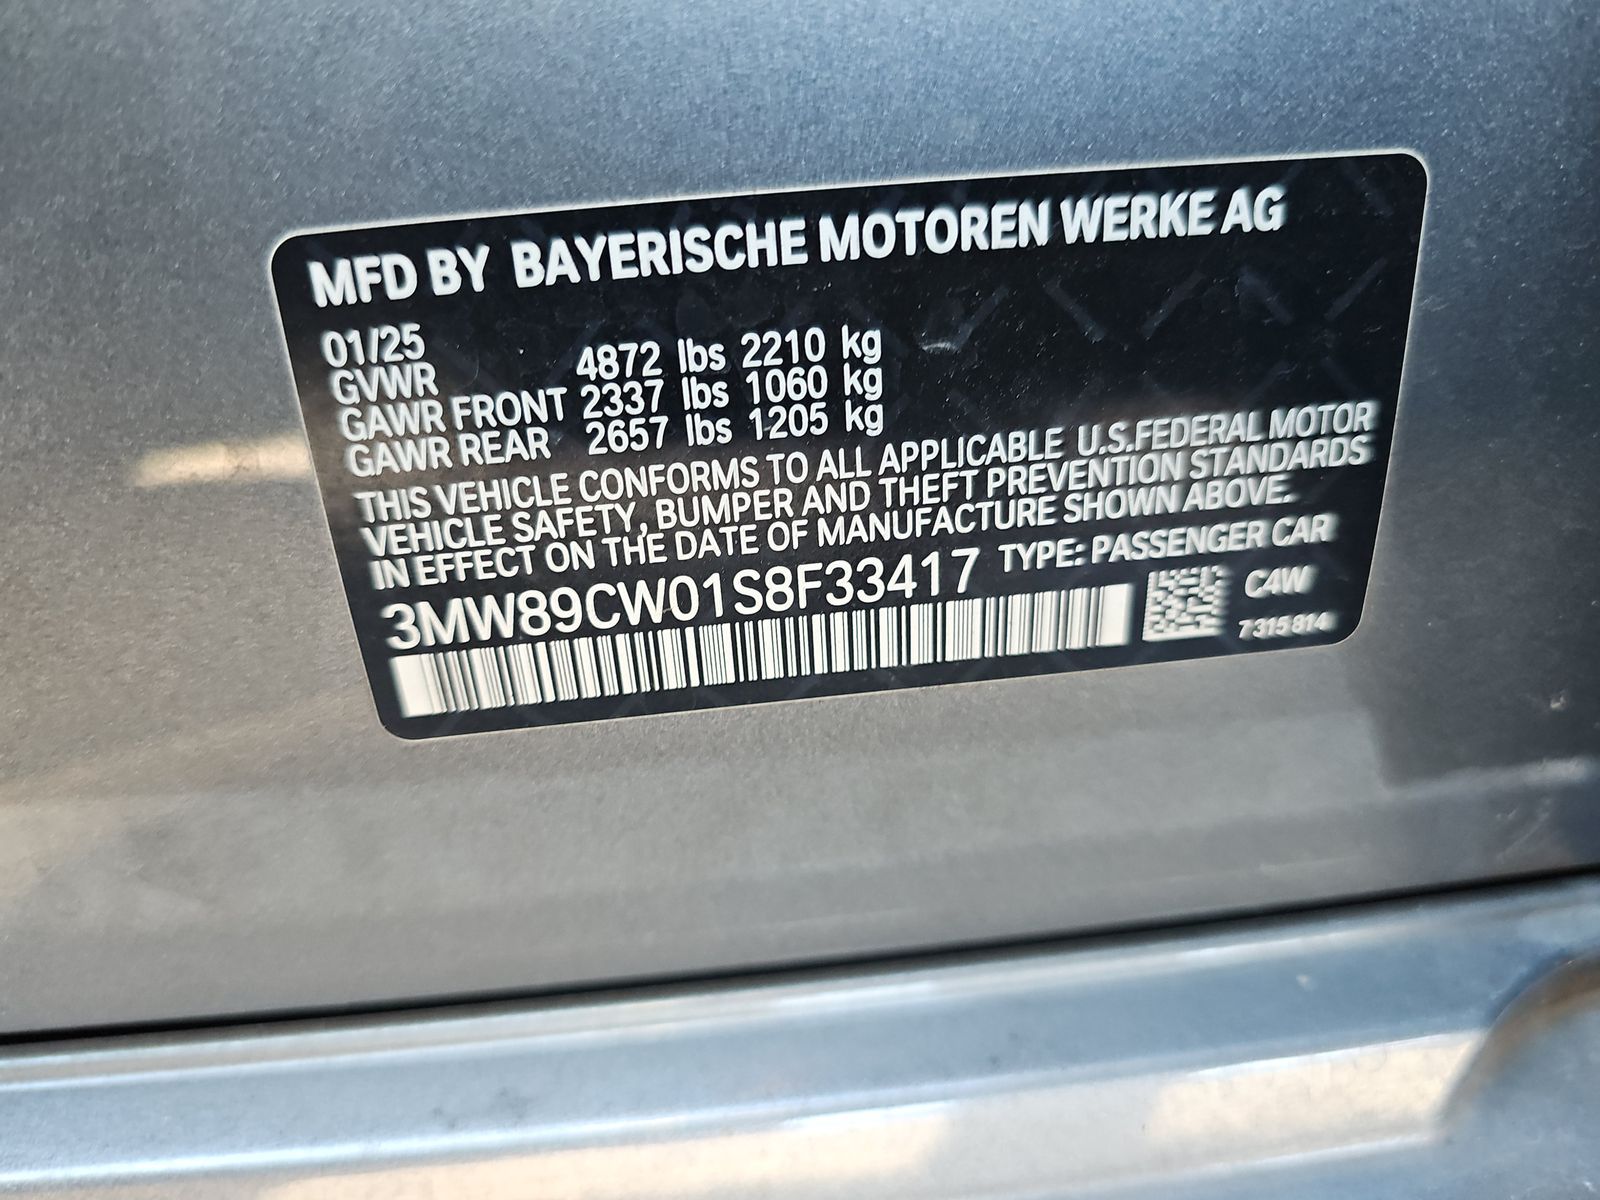 MFD BY BAYERISCHE MOTOREN WERKE AG
01/25
GVWR 4872 lbs 2210 kg
GAWR FRONT 2337 lbs 1060 kg
GAWR REAR 2657 lbs 1205 kg
THIS VEHICLE CONFORMS TO ALL APPLICABLE U.S.FEDERAL MOTOR
VEHICLE SAFETY, BUMPER AND THEFT PREVENTION STANDARDS
IN EFFECT ON THE DATE OF MANUFACTURE SHOWN ABOVE.
3MW89CW01S8F33417 TYPE: PASSENGER CAR
C4W
7315814